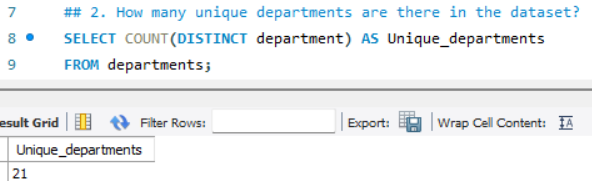 7 ## 2. How many unique departments are there in the dataset?
8 SELECT COUNT(DISTINCT department) AS Unique_departments
9 FROM departments;
esult Grid Filter Rows: Export: Wrap Cell Content: IA
Unique_departments
21